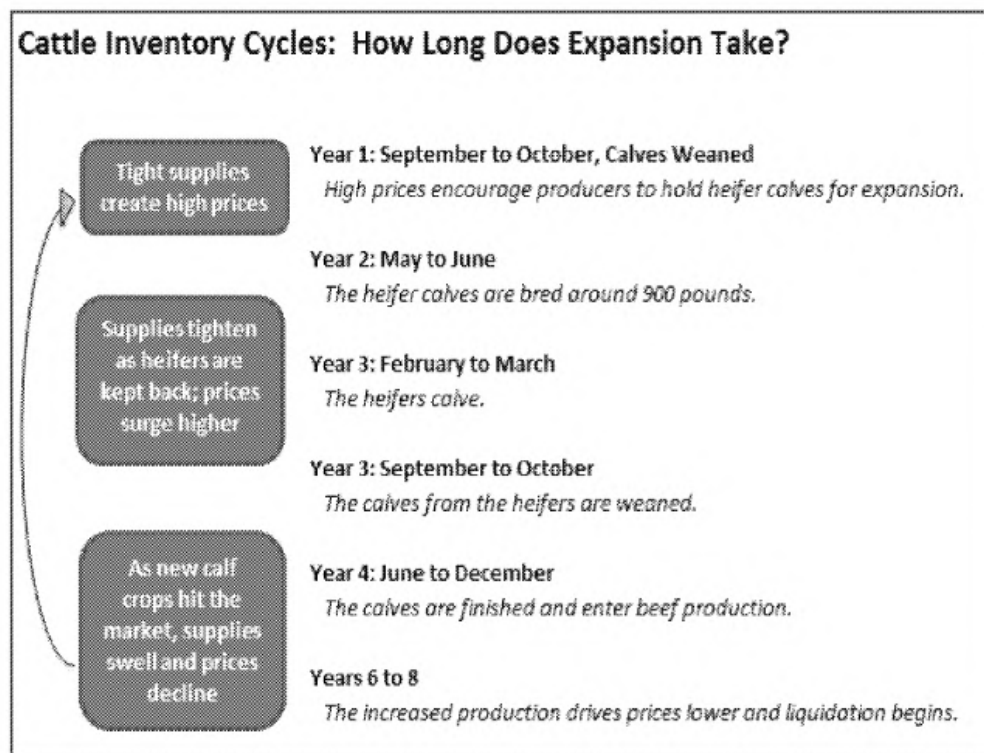 Cattle Inventory Cycles: How Long Does Expansion Take?
Tight supplies
create high prices
Year 1: September to October, Calves Weaned
High prices encourage producers to hold heifer calves for expansion.
Year 2: May to June
The heifer calves are bred around 900 pounds.
Supplies tighten
as heifers are
kept back; prices
surge higher
Year 3: February to March
The heifers calve.
Year 3: September to October
The calves from the heifers are weaned.
As new calf
crops hit the
market, supplies
swell and prices
decline
Year 4: June to December
The calves are finished and enter beef production.
Years 6 to 8
The increased production drives prices lower and liquidation begins.